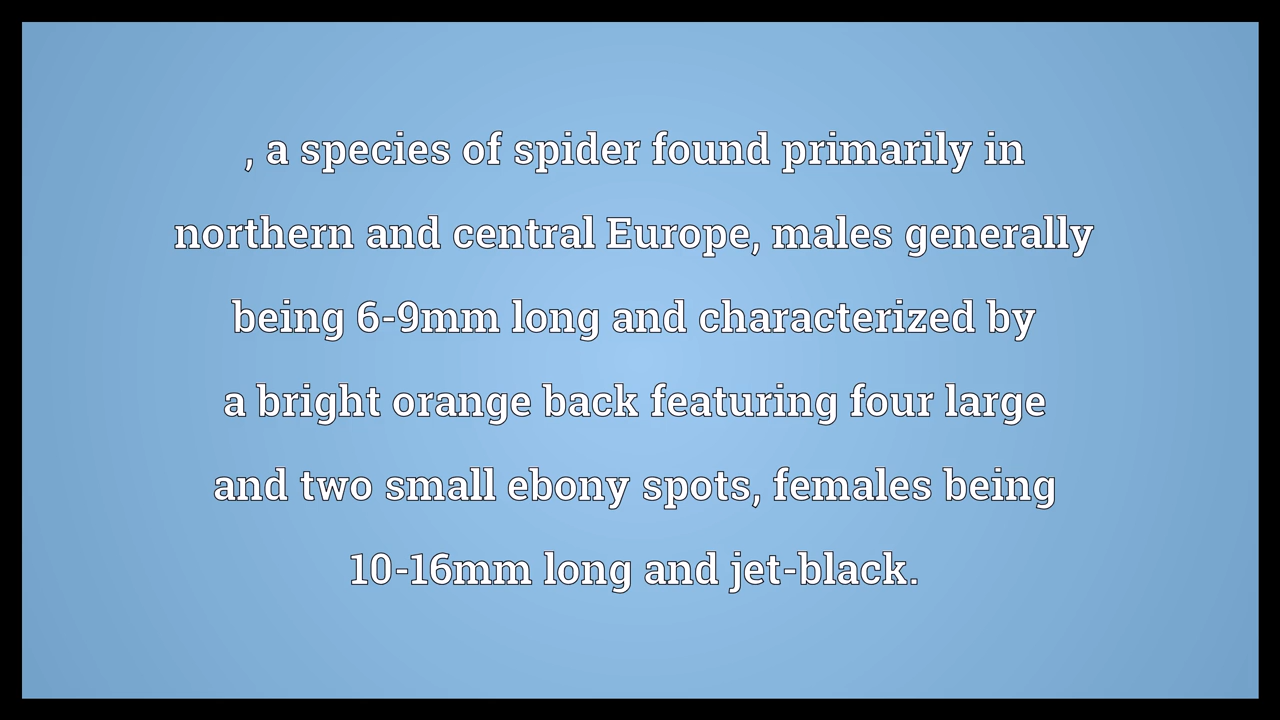 , a species of spider found primarily in
northern and central Europe, males generally
being 6-9mm long and characterized by
a bright orange back featuring four large
and two small ebony spots, females being
10-16mm long and jet-black.